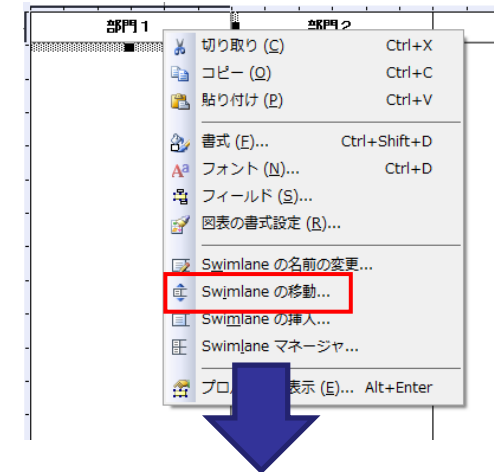 部門1 部門2
切り取り (C) Ctrl+X
コピー (O) Ctrl+C
貼り付け (P) Ctrl+V
書式 (F)... Ctrl+Shift+D
フォント (N)... Ctrl+D
フィールド (S)...
図表の書式設定 (R)...
Swimlane の名前の変更...
Swimlane の移動...
Swimlane の挿入...
Swimlane マネージャ...
表示 (E)... Alt+Enter